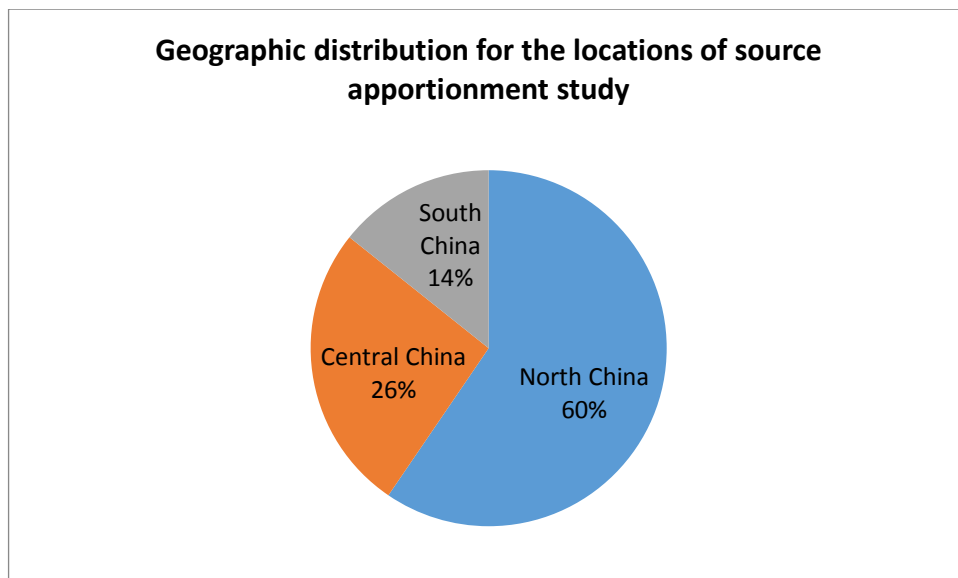 Geographic distribution for the locations of source
apportionment study
South
China
14%
Central China
26%
North China
60%